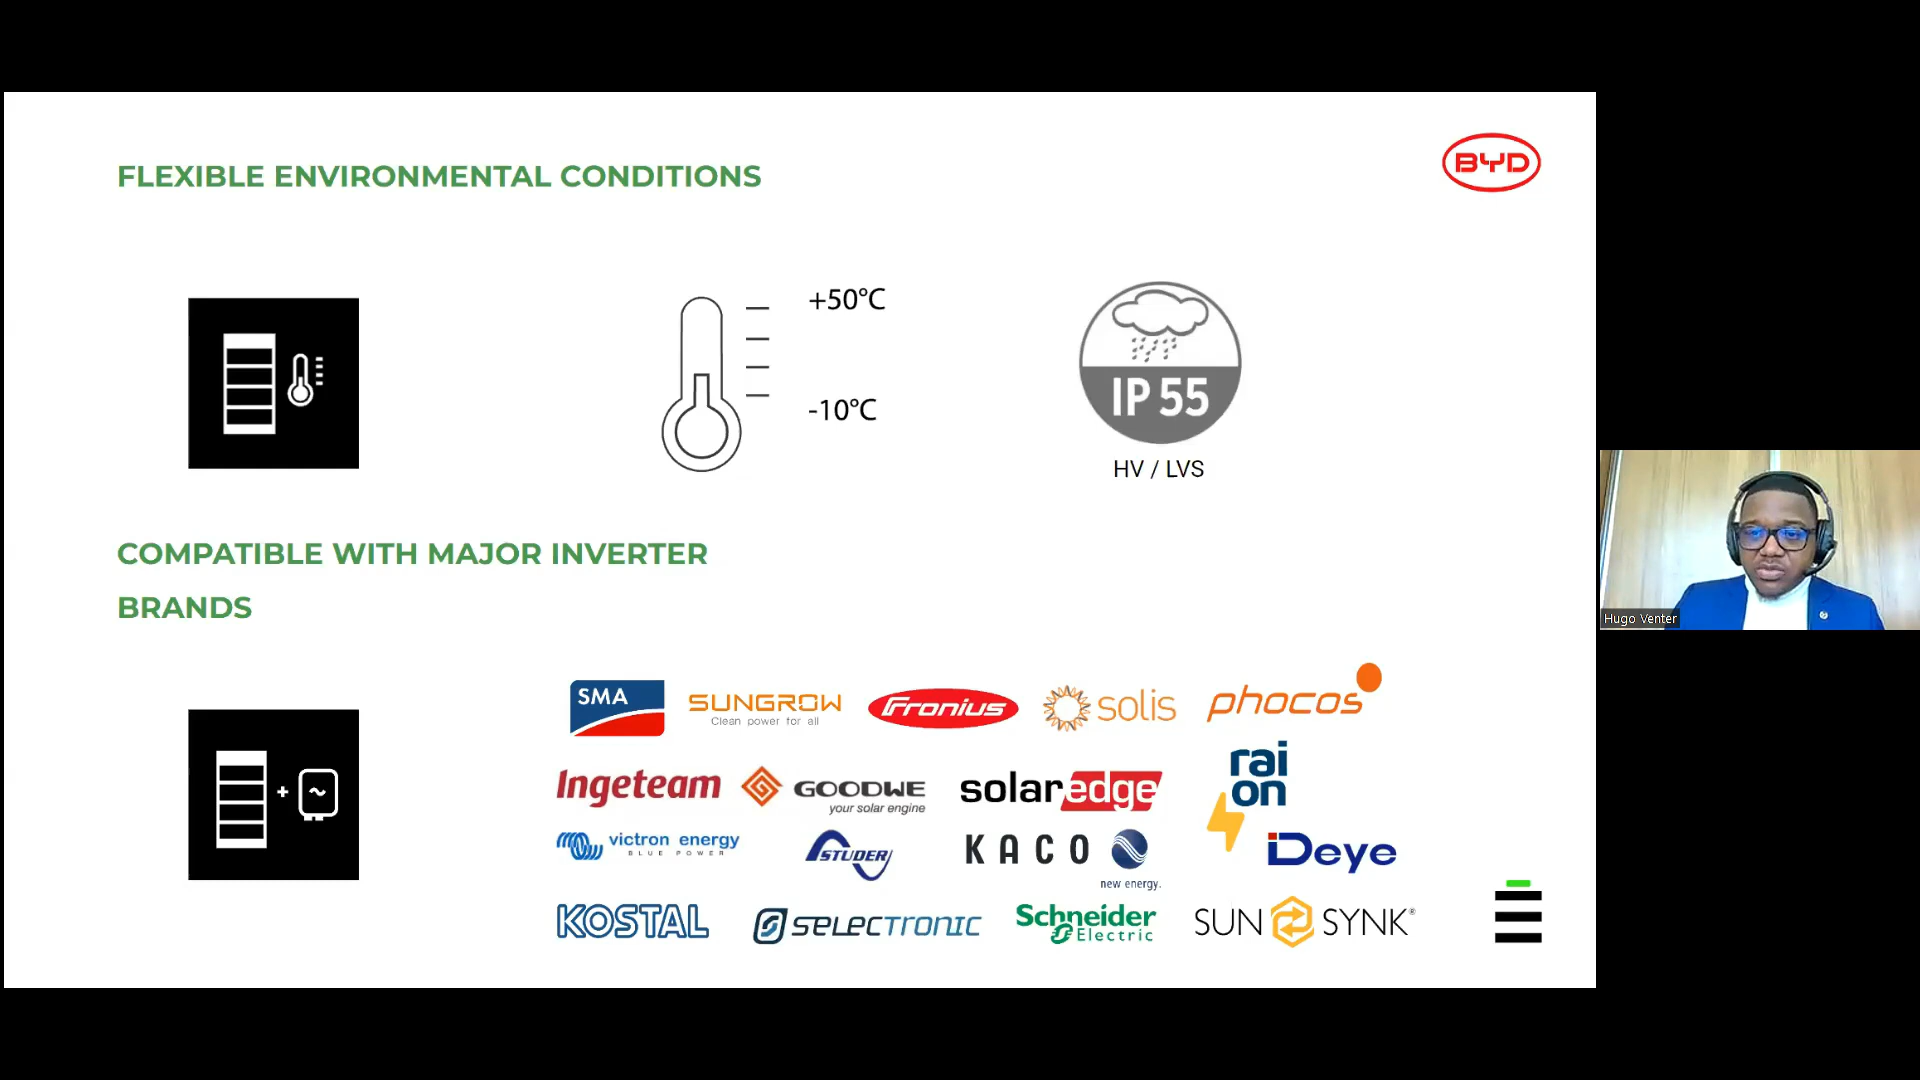 FLEXIBLE ENVIRONMENTAL CONDITIONS
BYD
+50°C
-10°C
IP 55
HV / LVS
COMPATIBLE WITH MAJOR INVERTER
BRANDS
SMA
SUNGROW
Clean power for all
Fronius
solis
phocos
Ingeteam
GOODWE
your solar engine
solaredge
rai
on
victron energy
BLUE POWER
STUDER
KACO
new energy.
Deye
KOSTAL
SELECTRONIC
Schneider
Electric
SUN SYNK®
Hugo Venter